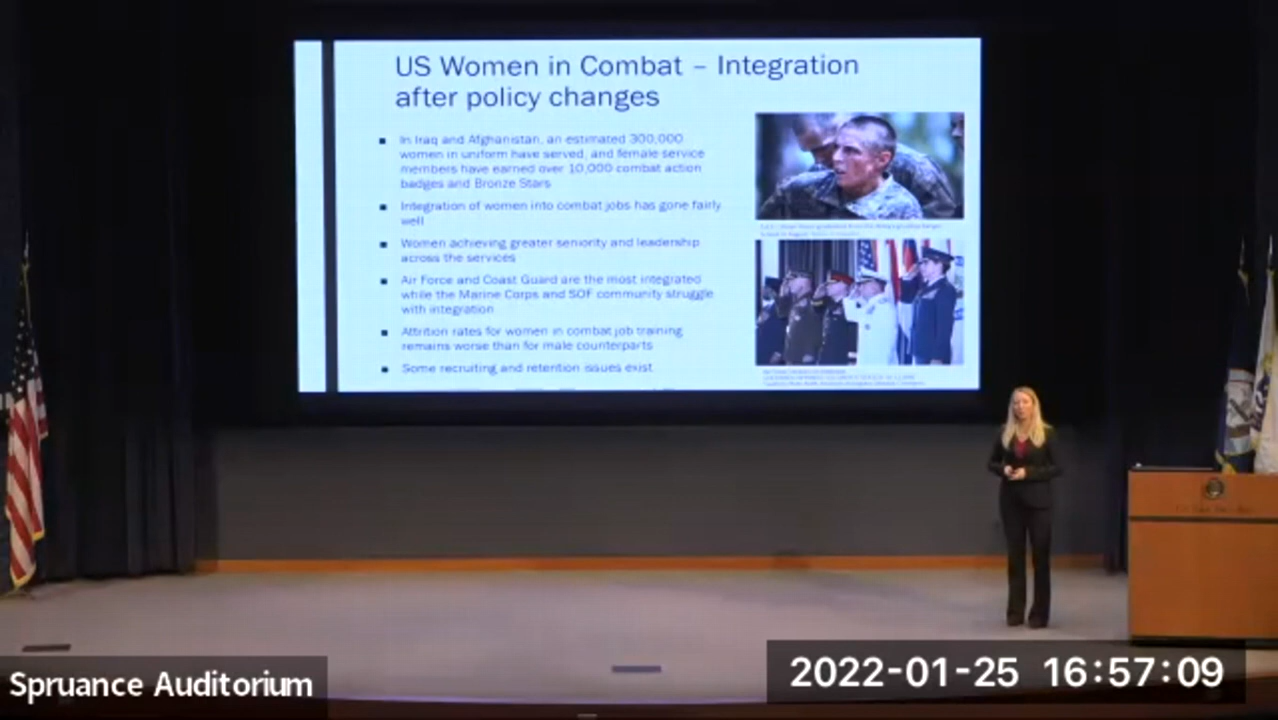 US Women in Combat – Integration
after policy changes
In Iraq and Afghanistan, an estimated 300,000
women in uniform have served, and female service
members have earned over 10,000 combat action
badges and Bronze Stars
Integration of women into combat jobs has gone fairly
well
Women achieving greater seniority and leadership
across the services
Air Force and Coast Guard are the most integrated
while the Marine Corps and SOF community struggle
with integration
Attrition rates for women in combat job training
remains worse than for male counterparts
Some recruiting and retention issues exist
Spruance Auditorium
2022-01-25 16:57:09